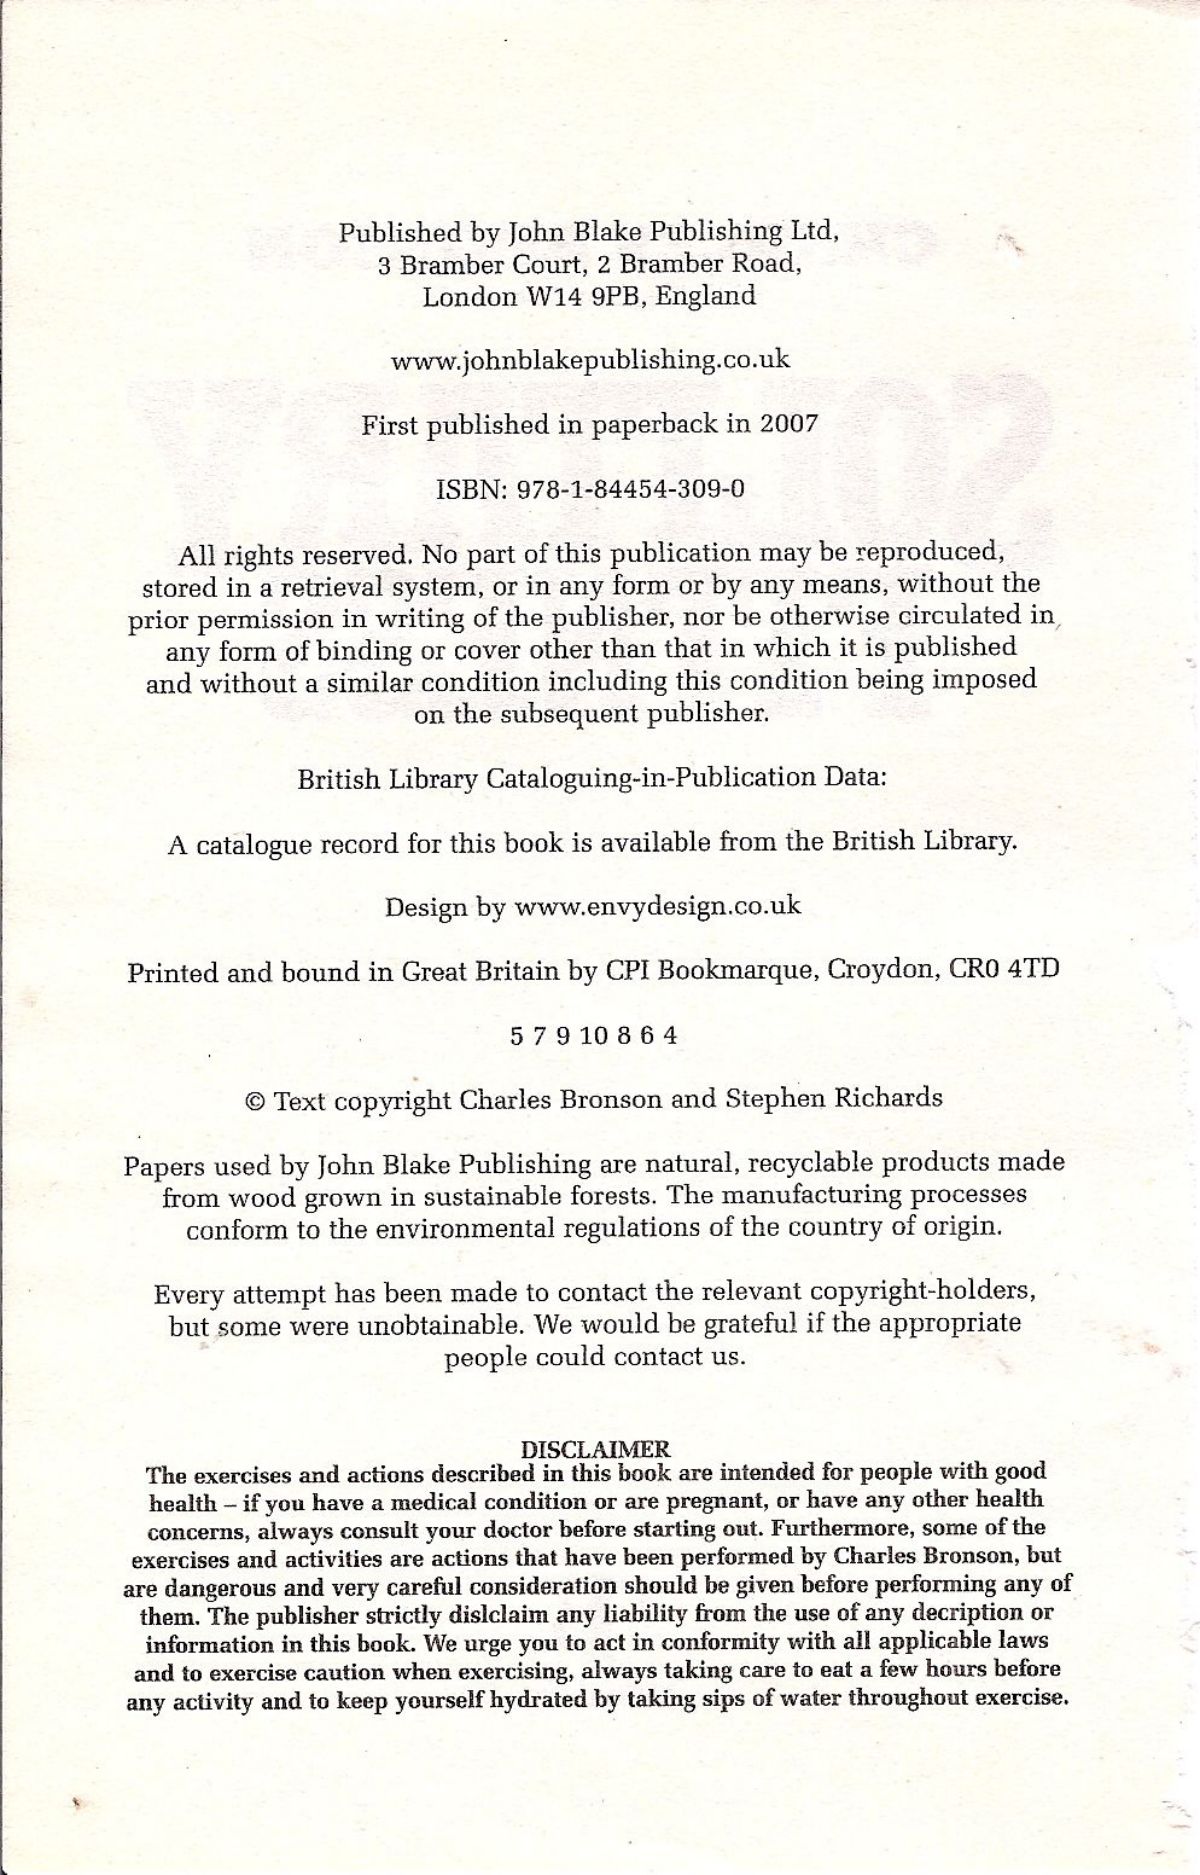 Published by John Blake Publishing Ltd,
3 Bramber Court, 2 Bramber Road,
London W14 9PB, England
www.johnblakepublishing.co.uk
First published in paperback in 2007
ISBN: 978-1-84454-309-0
All rights reserved. No part of this publication may be reproduced,
stored in a retrieval system, or in any form or by any means, without the
prior permission in writing of the publisher, nor be otherwise circulated in
any form of binding or cover other than that in which it is published
and without a similar condition including this condition being imposed
on the subsequent publisher.
British Library Cataloguing-in-Publication Data:
A catalogue record for this book is available from the British Library.
Design by www.envydesign.co.uk
Printed and bound in Great Britain by CPI Bookmarque, Croydon, CR0 4TD
5 7 9 10 8 6 4
© Text copyright Charles Bronson and Stephen Richards
Papers used by John Blake Publishing are natural, recyclable products made
from wood grown in sustainable forests. The manufacturing processes
conform to the environmental regulations of the country of origin.
Every attempt has been made to contact the relevant copyright-holders,
but some were unobtainable. We would be grateful if the appropriate
people could contact us.
DISCLAIMER
The exercises and actions described in this book are intended for people with good
health – if you have a medical condition or are pregnant, or have any other health
concerns, always consult your doctor before starting out. Furthermore, some of the
exercises and activities are actions that have been performed by Charles Bronson, but
are dangerous and very careful consideration should be given before performing any of
them. The publisher strictly dislclaim any liability from the use of any decription or
information in this book. We urge you to act in conformity with all applicable laws
and to exercise caution when exercising, always taking care to eat a few hours before
any activity and to keep yourself hydrated by taking sips of water throughout exercise.